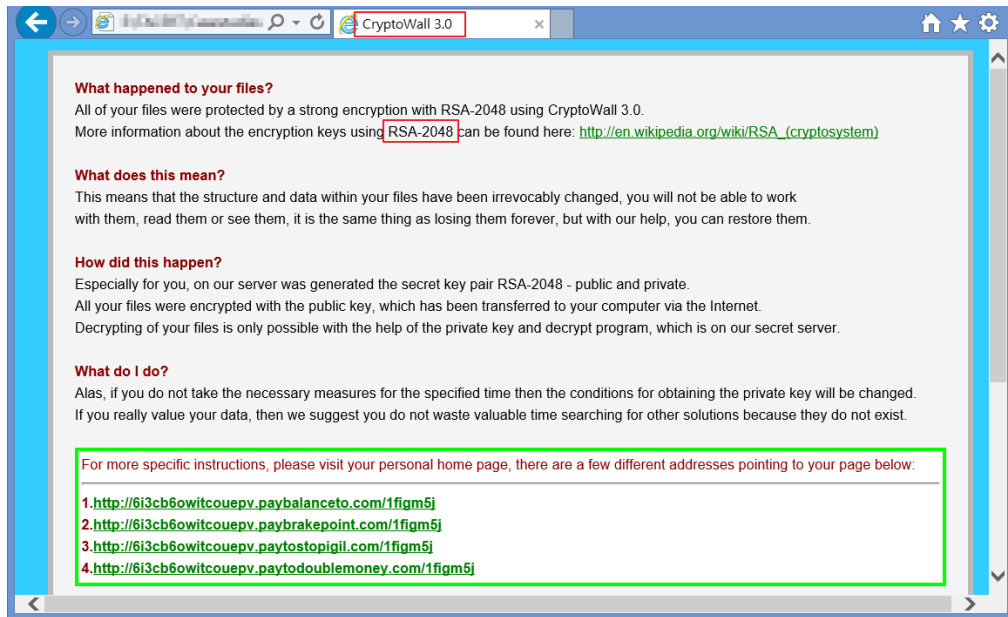 CryptoWall 3.0
What happened to your files?
All of your files were protected by a strong encryption with RSA-2048 using CryptoWall 3.0.
More information about the encryption keys using RSA-2048 can be found here: http://en.wikipedia.org/wiki/RSA_(cryptosystem)
What does this mean?
This means that the structure and data within your files have been irrevocably changed, you will not be able to work
with them, read them or see them, it is the same thing as losing them forever, but with our help, you can restore them.
How did this happen?
Especially for you, on our server was generated the secret key pair RSA-2048 - public and private.
All your files were encrypted with the public key, which has been transferred to your computer via the Internet.
Decrypting of your files is only possible with the help of the private key and decrypt program, which is on our secret server.
What do I do?
Alas, if you do not take the necessary measures for the specified time then the conditions for obtaining the private key will be changed.
If you really value your data, then we suggest you do not waste valuable time searching for other solutions because they do not exist.
For more specific instructions, please visit your personal home page, there are a few different addresses pointing to your page below:
1.http://6i3cb6owitcouepv.paybalanceto.com/1figm5j
2.http://6i3cb6owitcouepv.paybrakepoint.com/1figm5j
3.http://6i3cb6owitcouepv.paytostopigil.com/1figm5j
4.http://6i3cb6owitcouepv.paytodoublemoney.com/1figm5j